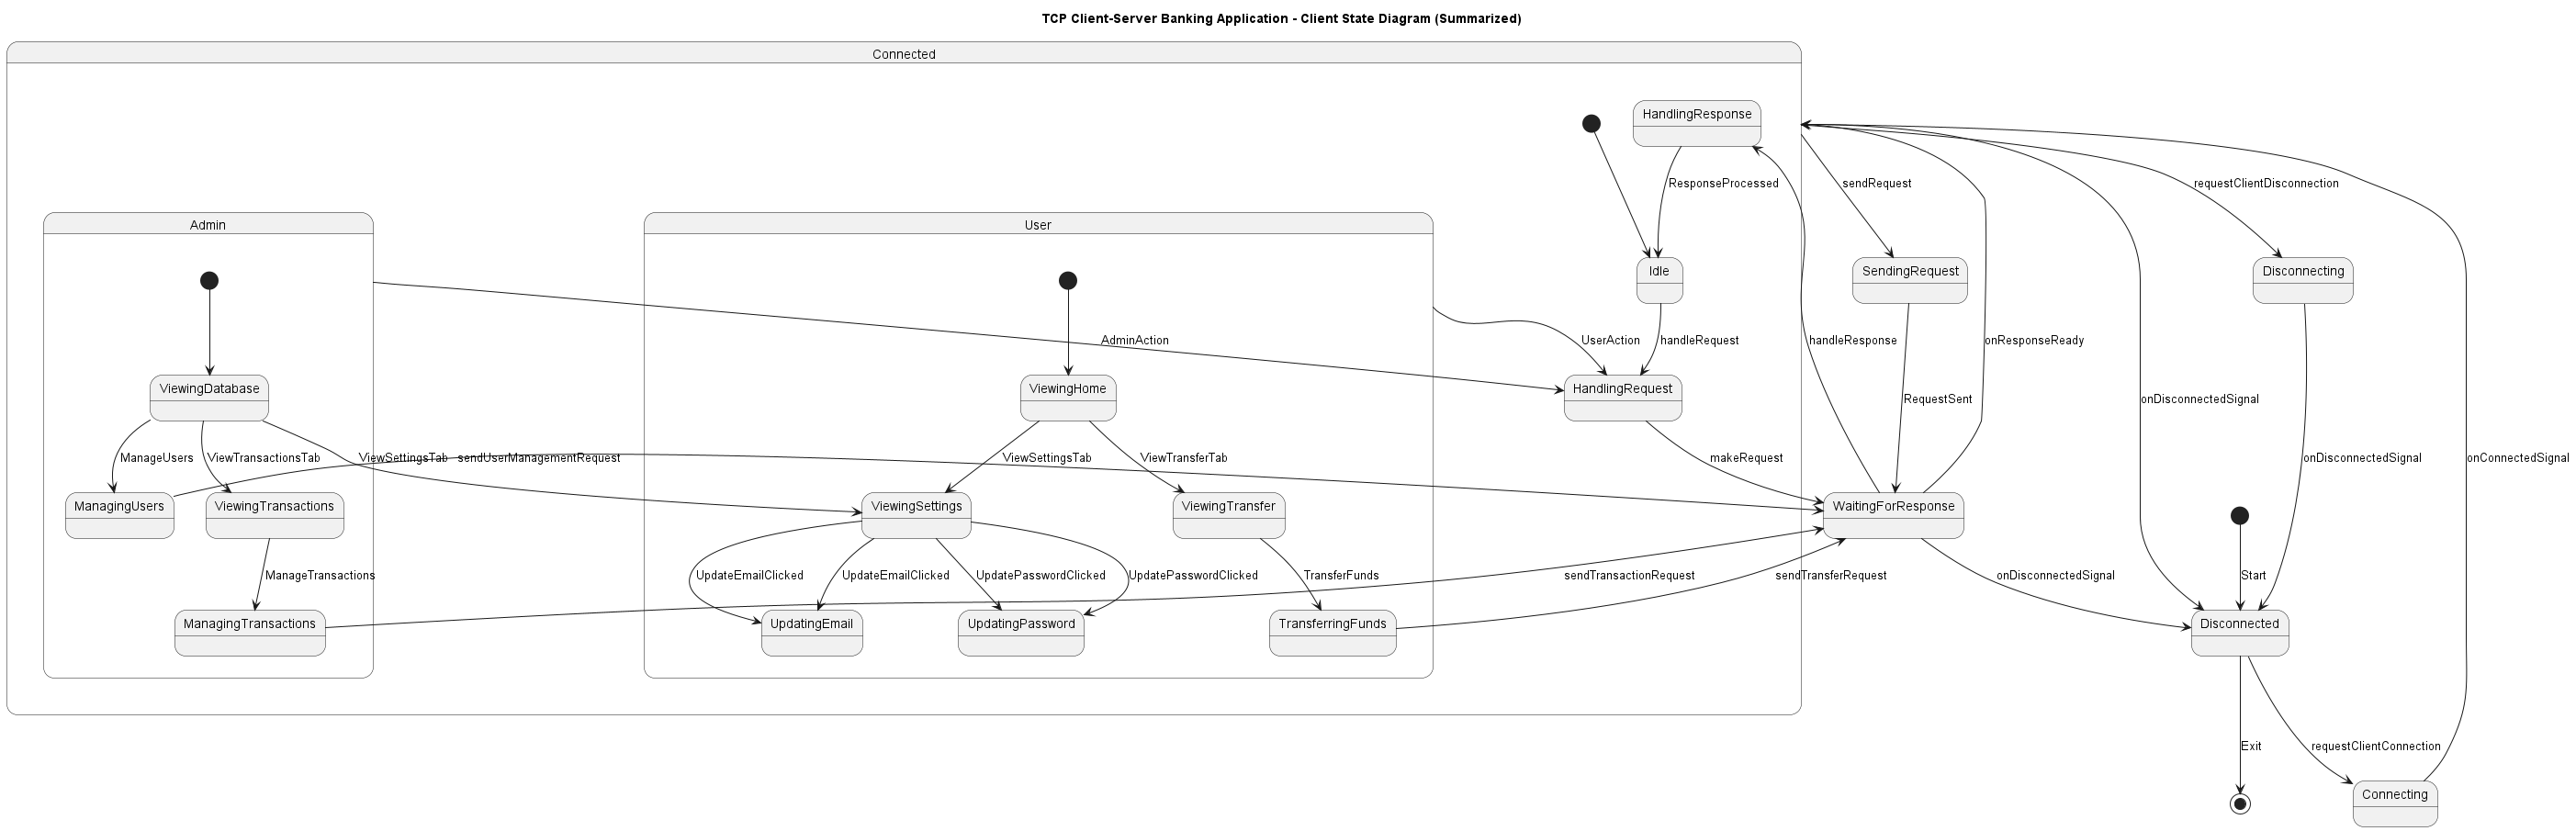 TCP Client-Server Banking Application - Client State Diagram (Summarized)
Connected
HandlingResponse
ResponseProcessed
sendRequest
requestClientDisconnection
Admin
User
Idle
SendingRequest
Disconnecting
AdminAction
UserAction
handleRequest
handleResponse
onResponseReady
ViewingDatabase
ViewingHome
HandlingRequest
RequestSent
onDisconnectedSignal
ManageUsers
ViewTransactionsTab
ViewSettingsTab
sendUserManagementRequest
ViewSettingsTab
ViewTransferTab
makeRequest
onDisconnectedSignal
onConnectedSignal
ManagingUsers
ViewingTransactions
ViewingSettings
ViewingTransfer
WaitingForResponse
ManageTransactions
UpdateEmailClicked
UpdateEmailClicked
UpdatePasswordClicked
UpdatePasswordClicked
TransferFunds
sendTransactionRequest
sendTransferRequest
onDisconnectedSignal
Start
ManagingTransactions
UpdatingEmail
UpdatingPassword
TransferringFunds
Disconnected
Exit
requestClientConnection
Connecting